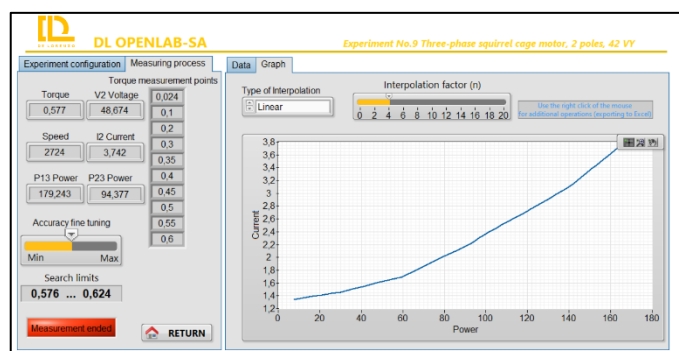 DL
DE LORENZO
DL OPENLAB-SA
Experiment No.9 Three-phase squirrel cage motor, 2 poles, 42 VY
Experiment configuration
Measuring process
Torque measurement points
Torque
V2 Voltage
0,577
48,674
Speed
I2 Current
2724
3,742
P13 Power
P23 Power
179,243
94,377
0,024
0,1
0,2
0,3
0,35
0,4
0,45
0,5
0,55
0,6
Accuracy fine tuning
Min
Max
Search limits
0,576 ... 0,624
Measurement ended
RETURN
Data
Graph
Type of Interpolation
Linear
Interpolation factor (n)
0 2 4 6 8 10 12 14 16 18 20
Use the right click of the mouse
for additional operations (exporting to Excel)
Current
3,8
3,6
3,4
3,2
3
2,8
2,6
2,4
2,2
2
1,8
1,6
1,4
1,2
0 20 40 60 80 100 120 140 160 180
Power